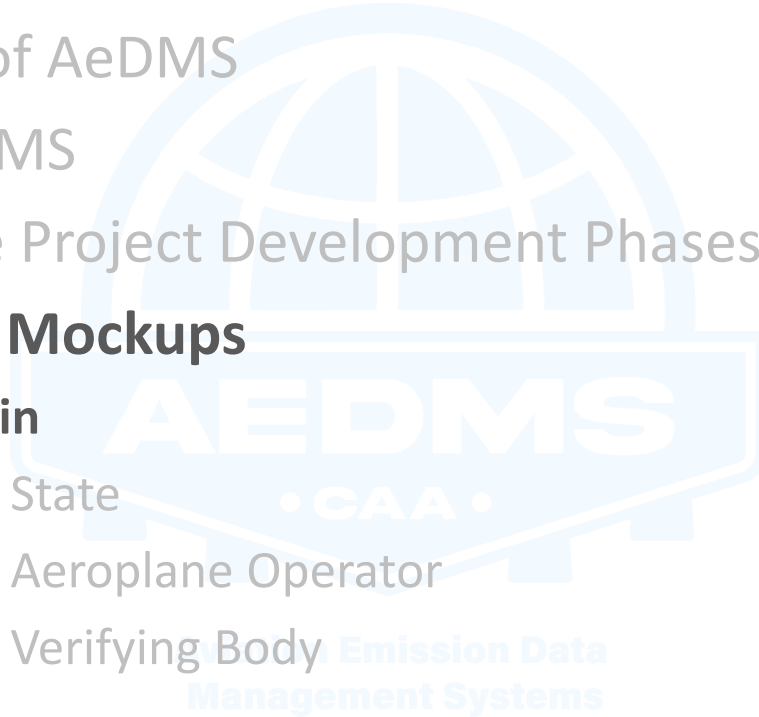 of AeDMS
MS
e Project Development Phases
Mockups
in
State
Aeroplane Operator
Verifying Body
AEDMS
• CAA •
Aviation Emission Data
Management Systems